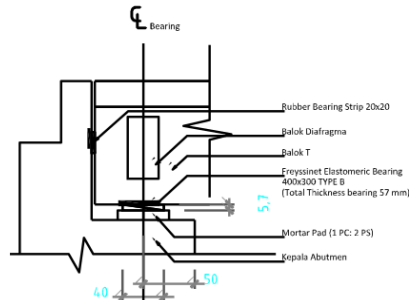 ℄ Bearing
Rubber Bearing Strip 20x20
Balok Diafragma
Balok T
Freyssinet Elastomeric Bearing
400x300 TYPE B
(Total Thickness bearing 57 mm)
5,7
Mortar Pad (1 PC: 2 PS)
Kepala Abutmen
50
40